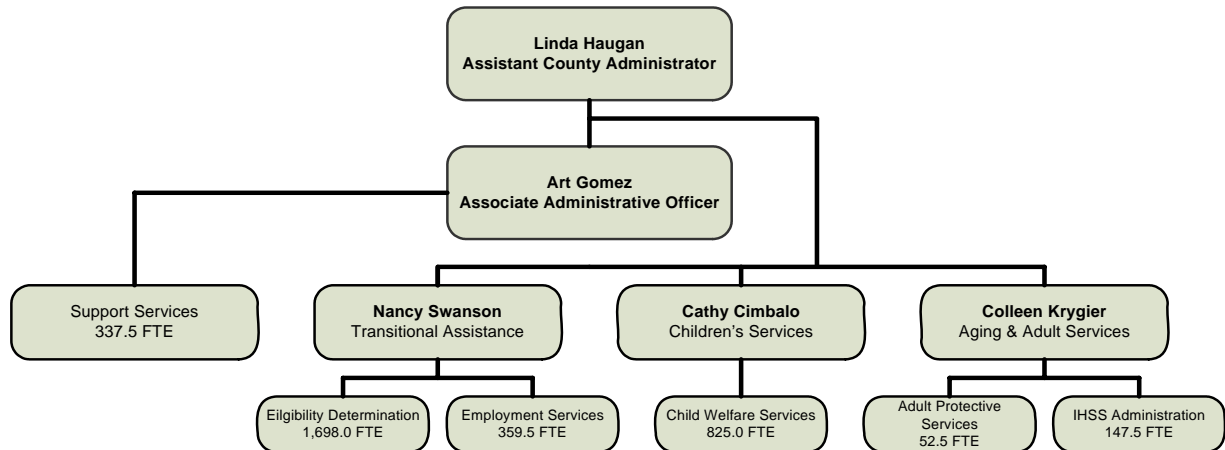 Linda Haugan
Assistant County Administrator
Art Gomez
Associate Administrative Officer
Support Services
337.5 FTE
Nancy Swanson
Transitional Assistance
Cathy Cimbalo
Children's Services
Colleen Krygier
Aging & Adult Services
Eilgibility Determination
1,698.0 FTE
Employment Services
359.5 FTE
Child Welfare Services
825.0 FTE
Adult Protective
Services
52.5 FTE
IHSS Administration
147.5 FTE